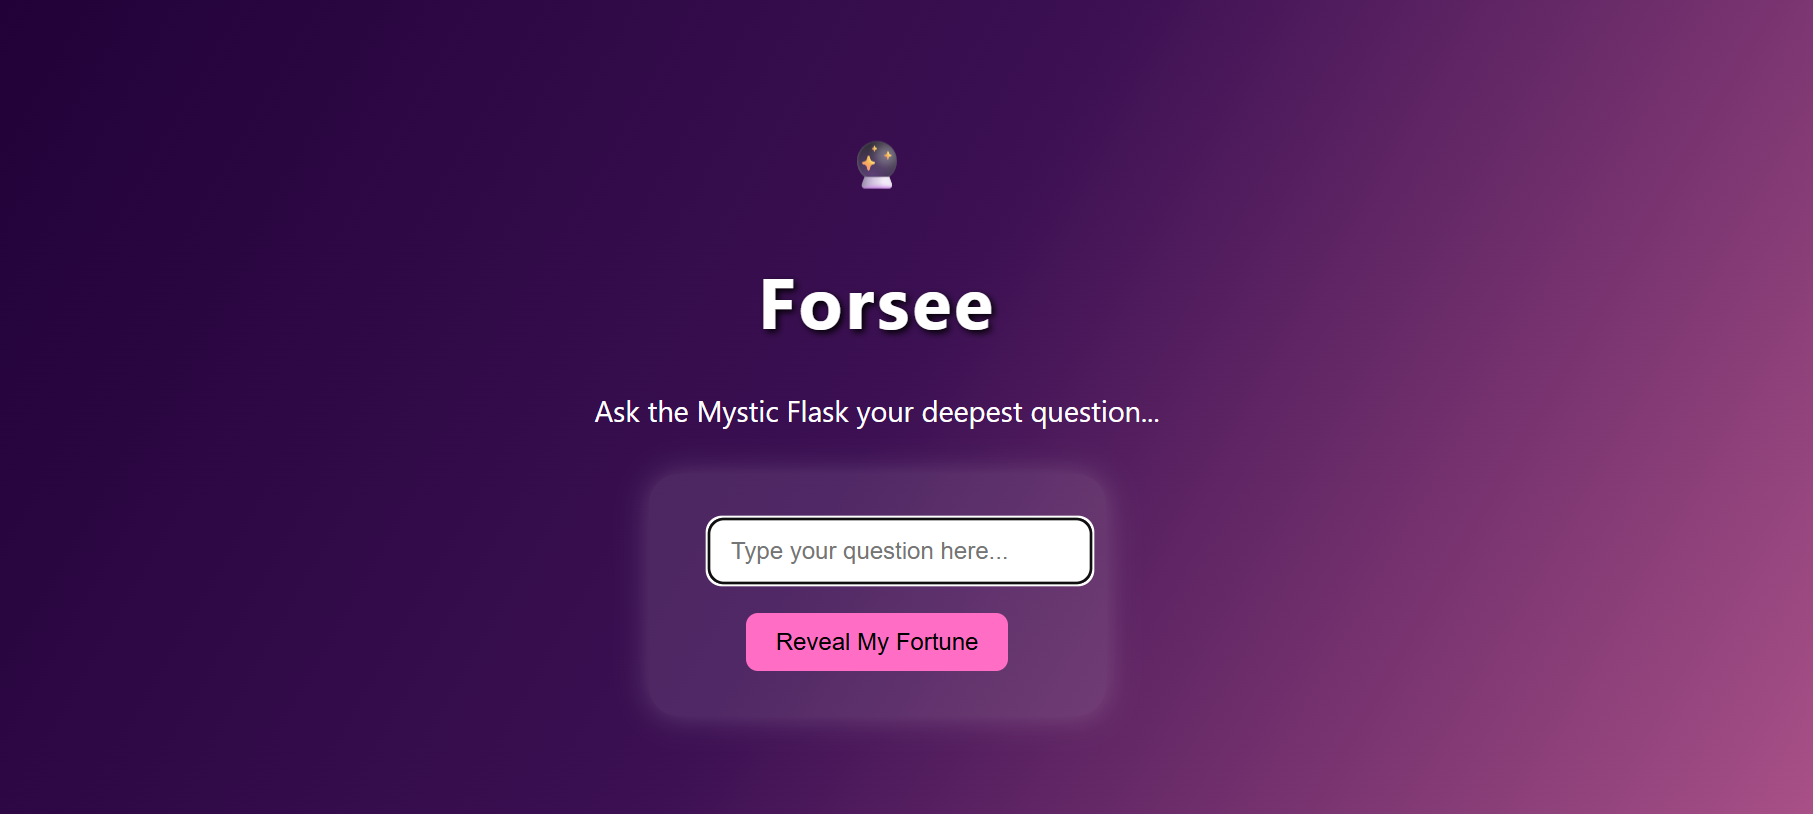 Forsee
Ask the Mystic Flask your deepest question...
Type your question here...
Reveal My Fortune